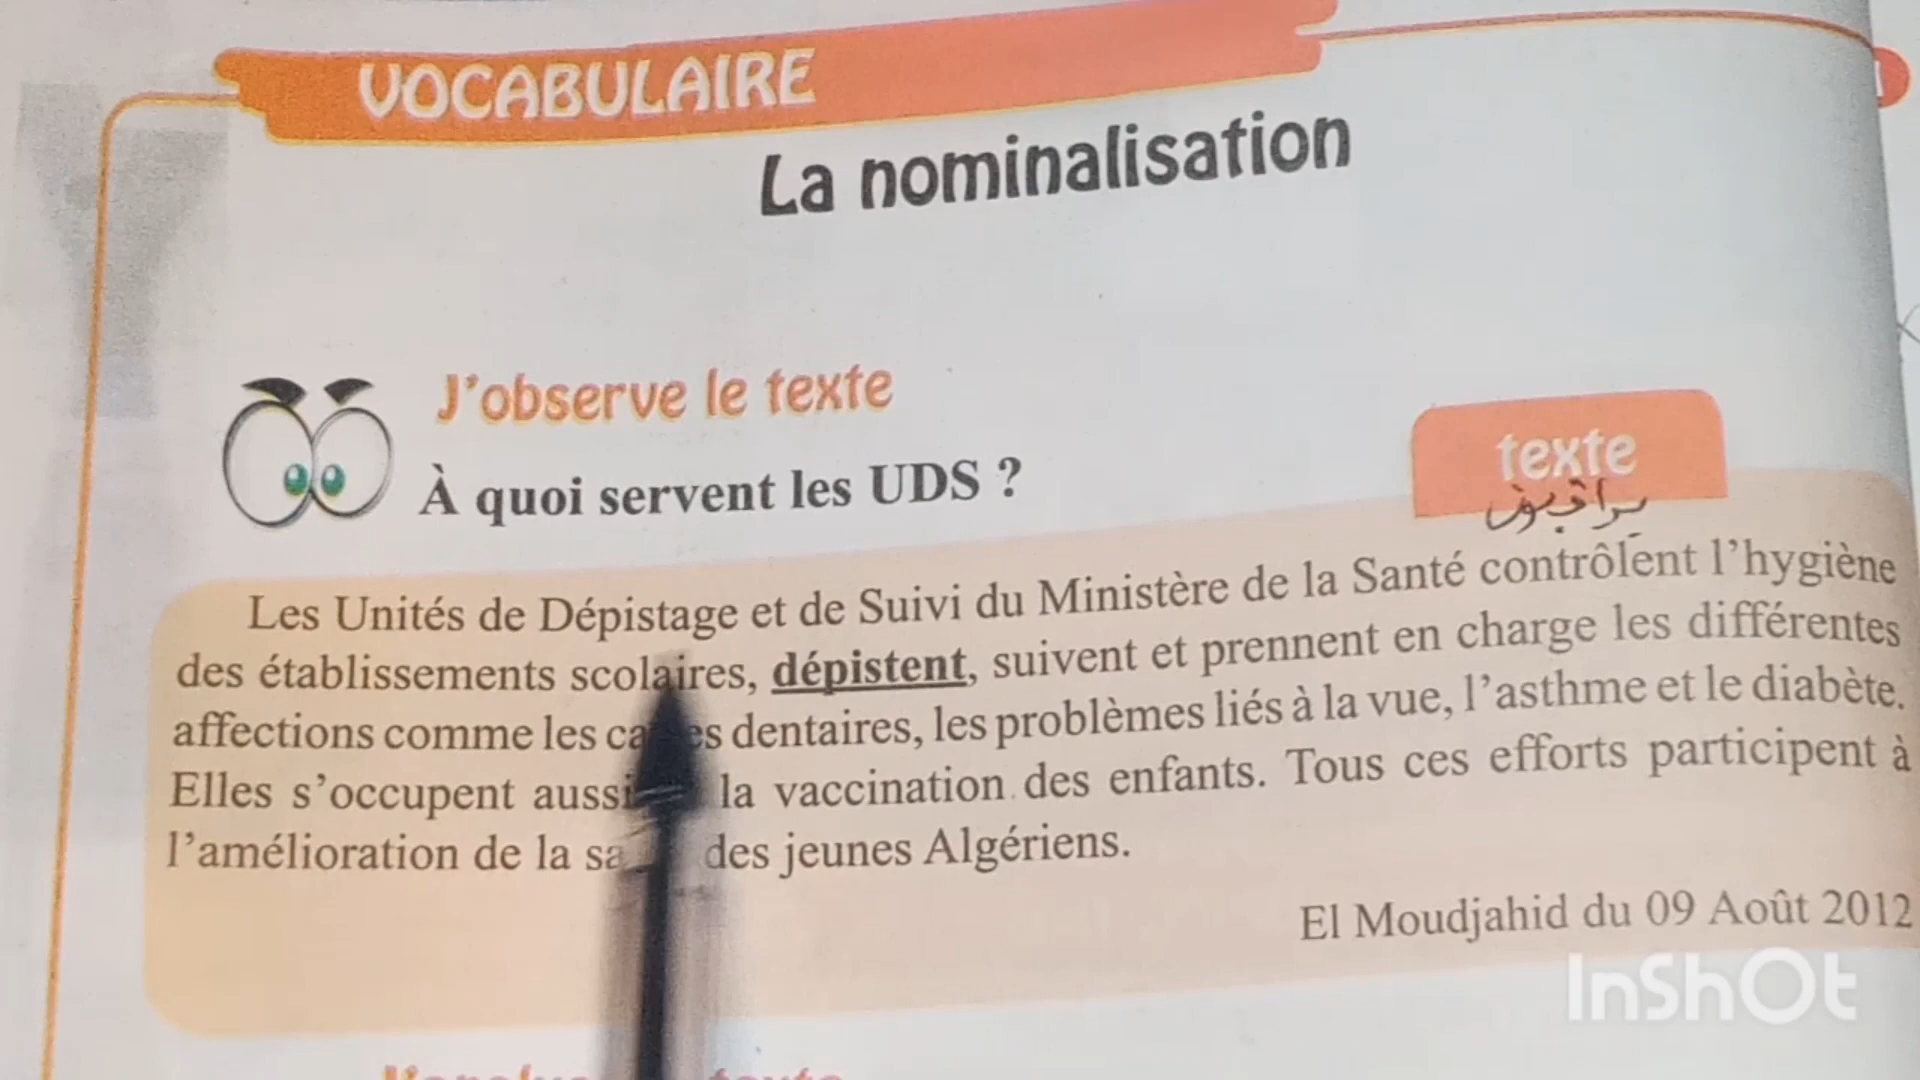 VOCABULAIRE
La nominalisation
J'observe le texte
À quoi servent les UDS ?
texte
يراقبون
Les Unités de Dépistage et de Suivi du Ministère de la Santé contrôlent l'hygiène
des établissements scolaires, dépistent, suivent et prennent en charge les différentes
affections comme les dentaires, les problèmes liés à la vue, l'asthme et le diabète.
Elles s'occupent aussi la vaccination des enfants. Tous ces efforts participent à
l'amélioration de la des jeunes Algériens.
El Moudjahid du 09 Août 2012
InShOt